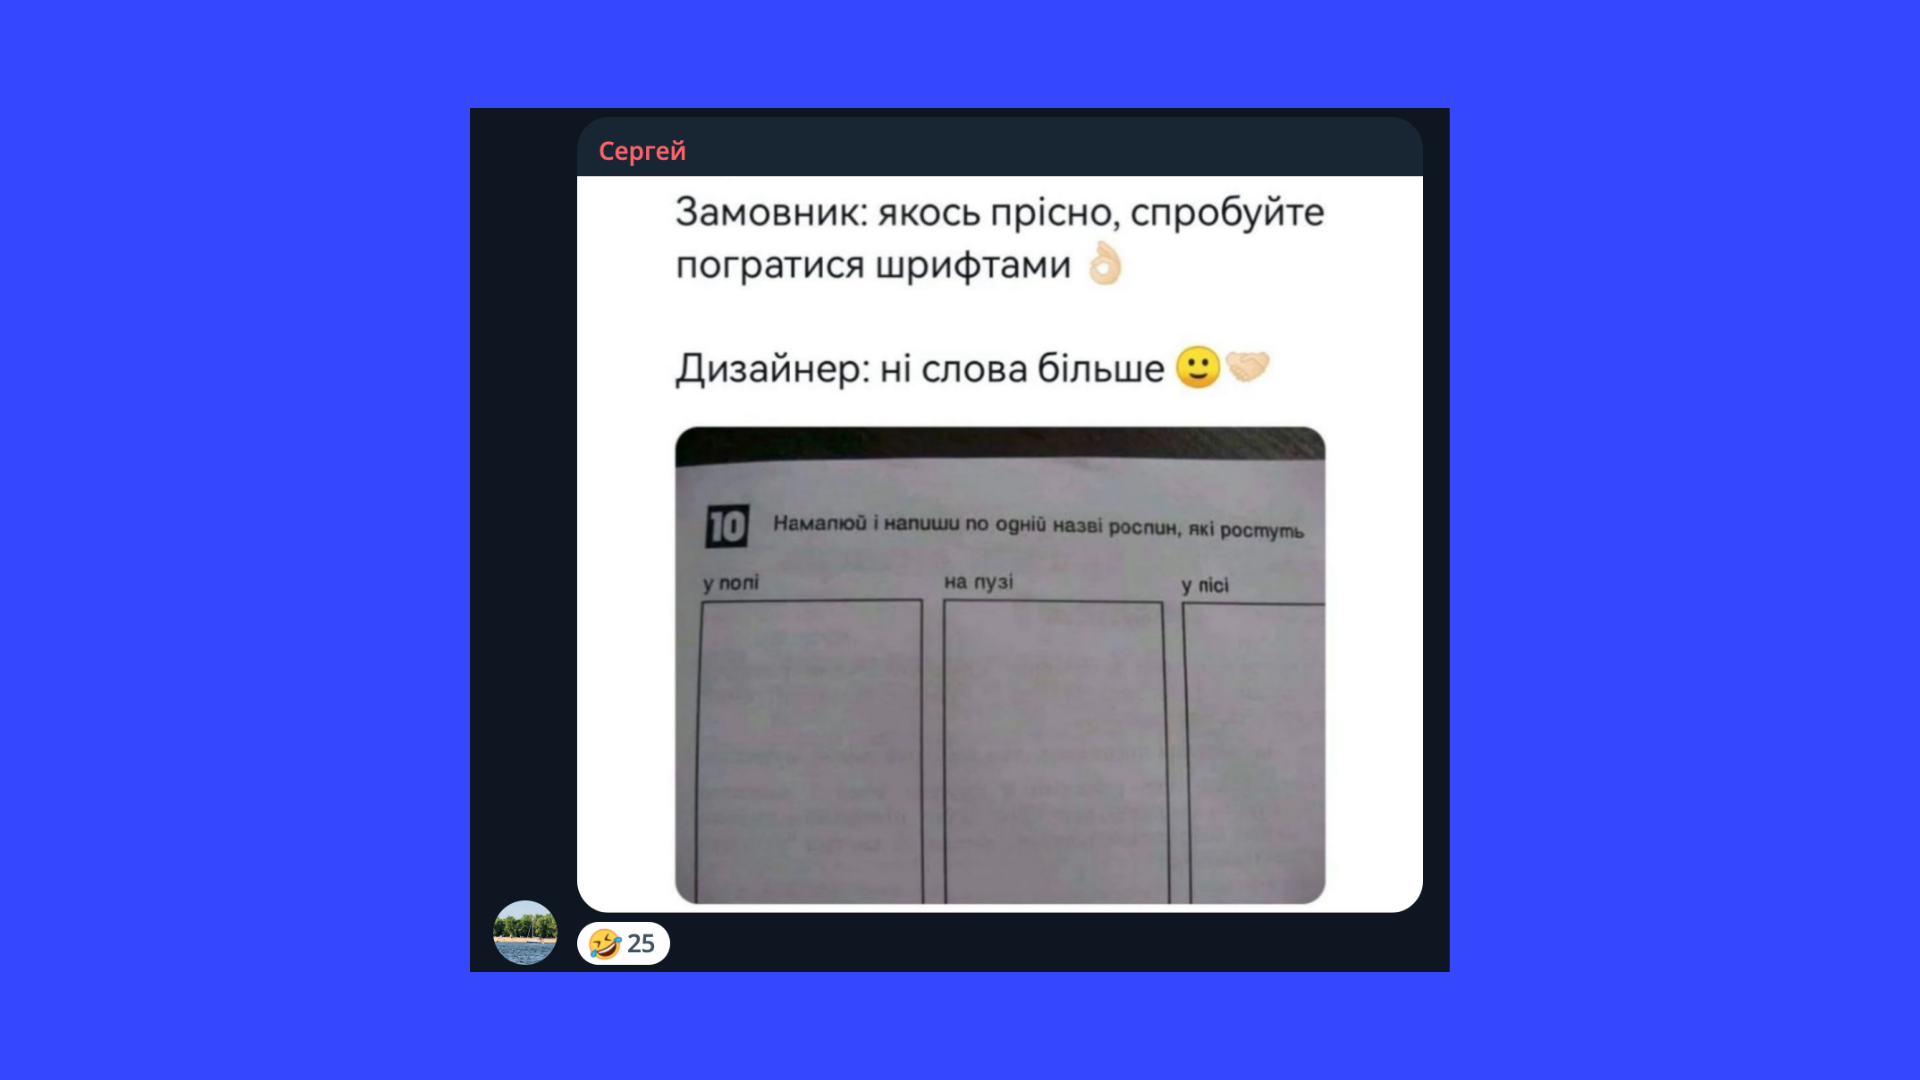 Сергей
Замовник: якось прісно, спробуйте
погратися шрифтами 👌🏻
Дизайнер: ні слова більше 🙂🤝🏻
10 Намалюй і напиши по одній назві рослин, які ростуть
у полі на лузі у лісі
🤣 25